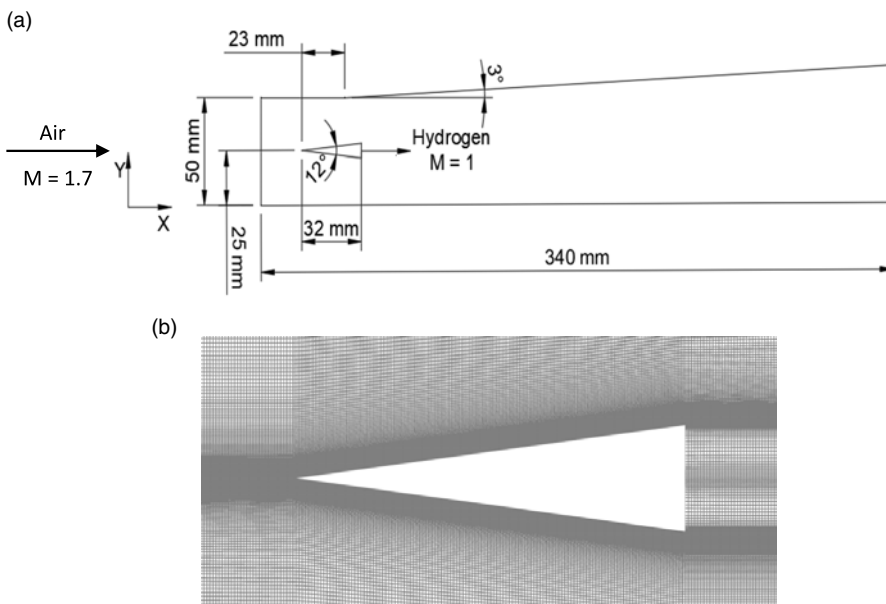 (a)
23 mm
3°
Air
M = 1.7
Y
X
50 mm
25 mm
12°
Hydrogen
M = 1
32 mm
340 mm
(b)